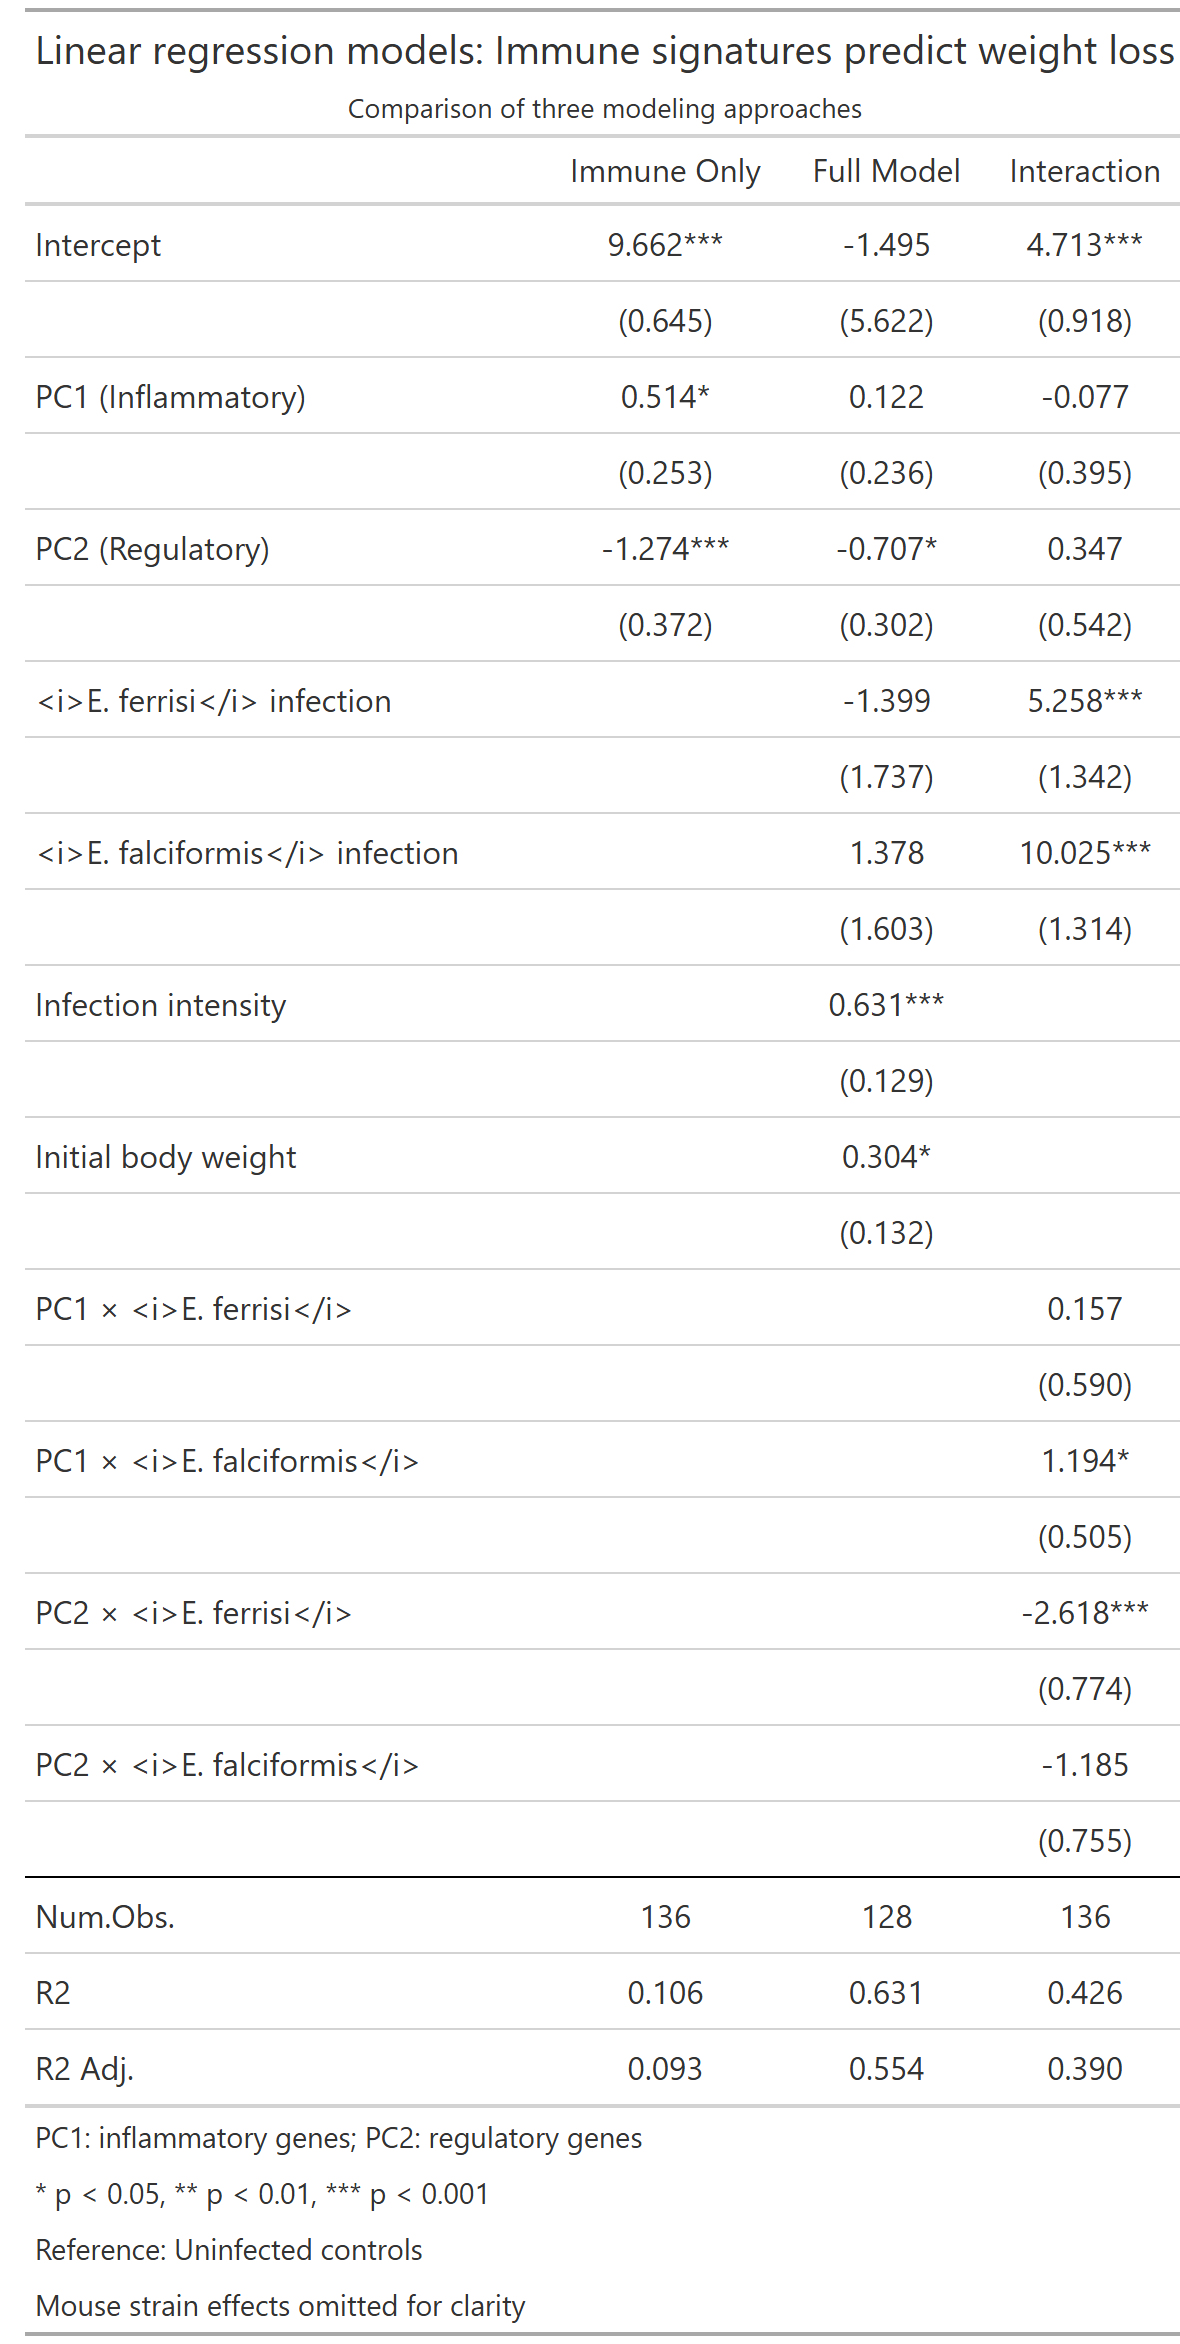 Linear regression models: Immune signatures predict weight loss
Comparison of three modeling approaches
Immune Only Full Model Interaction
Intercept 9.662*** -1.495 4.713***
(0.645) (5.622) (0.918)
PC1 (Inflammatory) 0.514* 0.122 -0.077
(0.253) (0.236) (0.395)
PC2 (Regulatory) -1.274*** -0.707* 0.347
(0.372) (0.302) (0.542)
<i>E. ferrisi</i> infection -1.399 5.258***
(1.737) (1.342)
<i>E. falciformis</i> infection 1.378 10.025***
(1.603) (1.314)
Infection intensity 0.631***
(0.129)
Initial body weight 0.304*
(0.132)
PC1 × <i>E. ferrisi</i> 0.157
(0.590)
PC1 × <i>E. falciformis</i> 1.194*
(0.505)
PC2 × <i>E. ferrisi</i> -2.618***
(0.774)
PC2 × <i>E. falciformis</i> -1.185
(0.755)
Num.Obs. 136 128 136
R2 0.106 0.631 0.426
R2 Adj. 0.093 0.554 0.390
PC1: inflammatory genes; PC2: regulatory genes
* p < 0.05, ** p < 0.01, *** p < 0.001
Reference: Uninfected controls
Mouse strain effects omitted for clarity